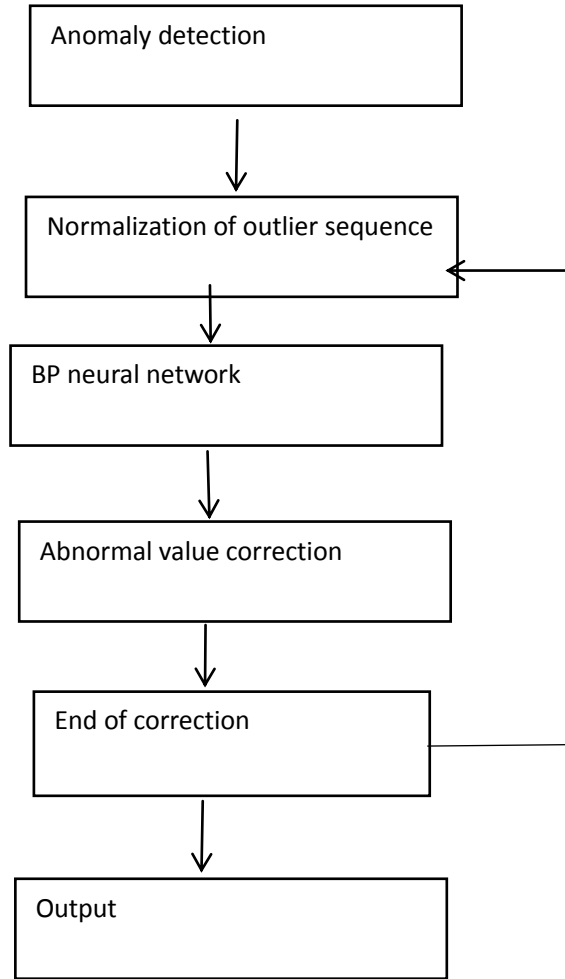 Anomaly detection
Normalization of outlier sequence
BP neural network
Abnormal value correction
End of correction
Output